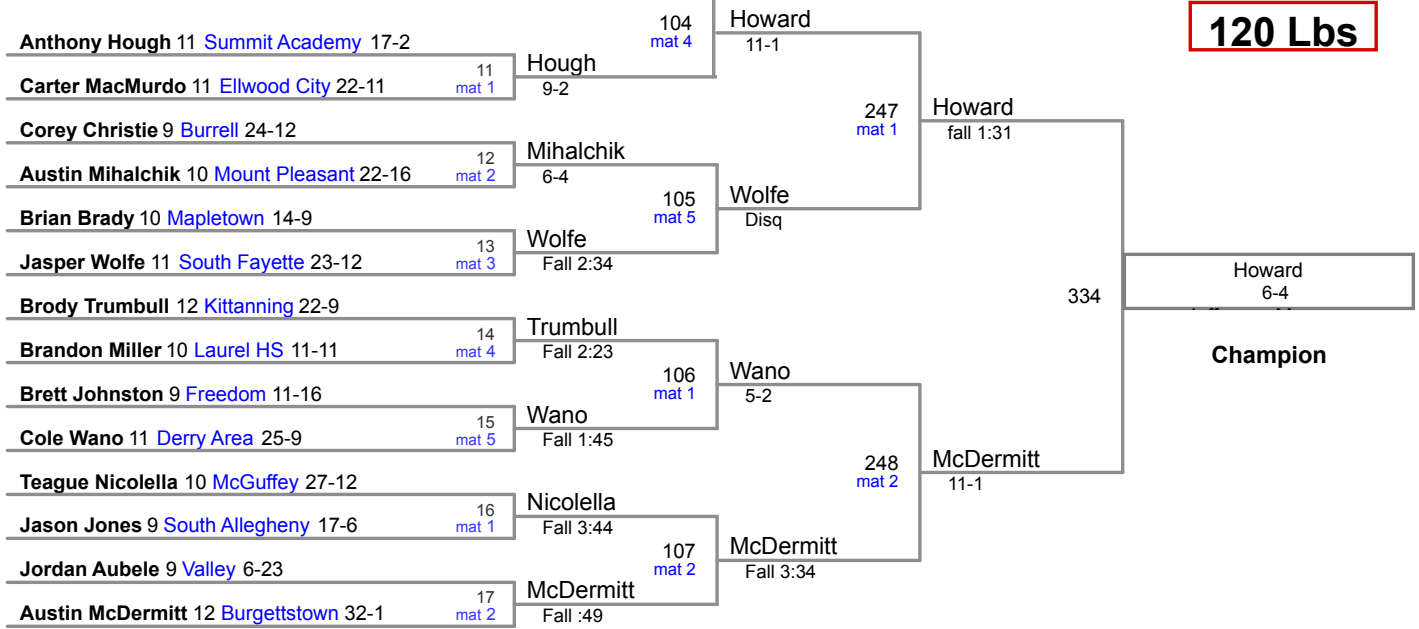 120 Lbs
Anthony Hough 11 Summit Academy 17-2
11
mat 1
Carter MacMurdo 11 Ellwood City 22-11
Hough
9-2
104
mat 4
Howard
11-1
Corey Christie 9 Burrell 24-12
12
mat 2
Austin Mihalchik 10 Mount Pleasant 22-16
Mihalchik
6-4
Brian Brady 10 Mapletown 14-9
13
mat 3
Jasper Wolfe 11 South Fayette 23-12
Wolfe
Fall 2:34
105
mat 5
Wolfe
Disq
247
mat 1
Howard
fall 1:31
Brody Trumbull 12 Kittanning 22-9
14
mat 4
Brandon Miller 10 Laurel HS 11-11
Trumbull
Fall 2:23
Brett Johnston 9 Freedom 11-16
15
mat 5
Cole Wano 11 Derry Area 25-9
Wano
Fall 1:45
106
mat 1
Wano
5-2
Teague Nicolella 10 McGuffey 27-12
16
mat 1
Jason Jones 9 South Allegheny 17-6
Nicolella
Fall 3:44
Jordan Aubele 9 Valley 6-23
17
mat 2
Austin McDermitt 12 Burgettstown 32-1
McDermitt
Fall :49
107
mat 2
McDermitt
Fall 3:34
248
mat 2
McDermitt
11-1
334
Howard
6-4
Champion